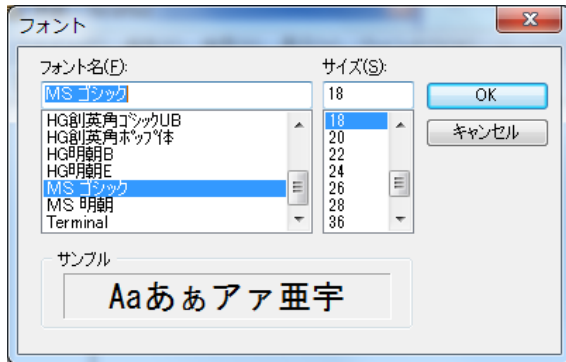 フォント
フォント名(F):
MS ゴシック
HG創英角ゴシックUB
HG創英角ポップ体
HG明朝B
HG明朝E
MS ゴシック
MS 明朝
Terminal
サイズ(S):
18
18
20
22
24
26
28
36
OK
キャンセル
サンプル
Aaあぁアァ亜宇